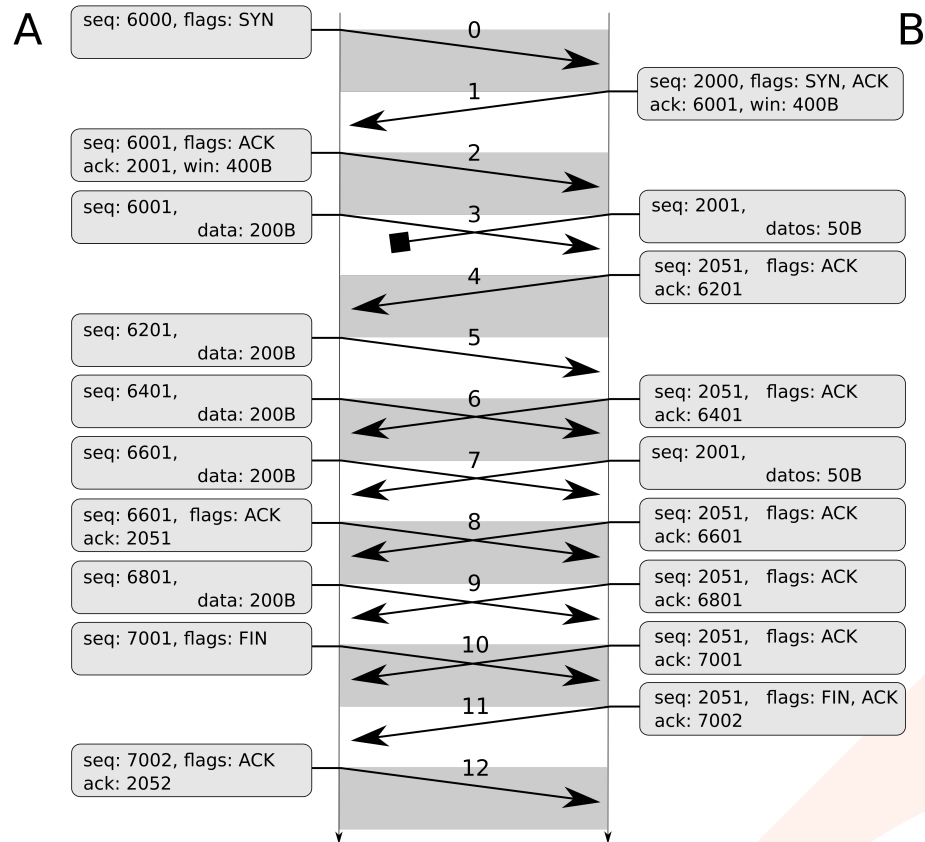 A
B
seq: 6000, flags: SYN
0
1
seq: 2000, flags: SYN, ACK
ack: 6001, win: 400B
seq: 6001, flags: ACK
ack: 2001, win: 400B
2
seq: 6001,
data: 200B
3
seq: 2001,
datos: 50B
4
seq: 2051, flags: ACK
ack: 6201
seq: 6201,
data: 200B
5
seq: 6401,
data: 200B
6
seq: 2051, flags: ACK
ack: 6401
seq: 6601,
data: 200B
7
seq: 2001,
datos: 50B
seq: 6601, flags: ACK
ack: 2051
8
seq: 2051, flags: ACK
ack: 6601
seq: 6801,
data: 200B
9
seq: 2051, flags: ACK
ack: 6801
seq: 7001, flags: FIN
10
seq: 2051, flags: ACK
ack: 7001
11
seq: 2051, flags: FIN, ACK
ack: 7002
seq: 7002, flags: ACK
ack: 2052
12